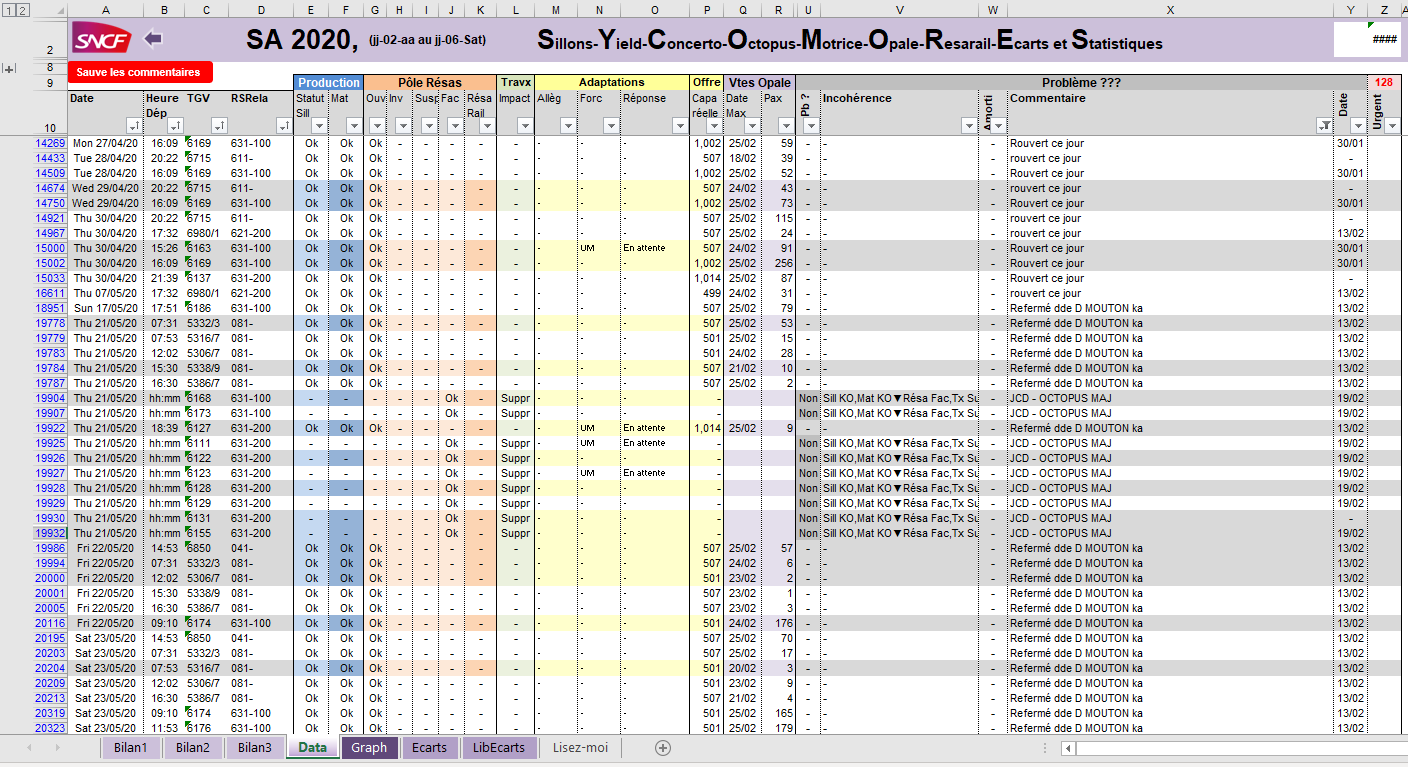 1 2 A B C D E F G H I J K L M N O P Q R U V W X Y Z
2 SNCF SA 2020, (jj-02-aa au jj-06-Sat) Sillons-Yield-Concerto-Octopus-Motrice-Opale-Resarail-Ecarts et Statistiques ####
8 Sauve les commentaires
9 Production Pôle Résas Travx Adaptations Offre Vtes Opale Problème ??? 128
Date Heure TGV RSRela Statut Mat Ouv Inv Susp Fac Résa Impact Allèg Forc Réponse Capa Date Pax Pb ? Incohérence Amorti Commentaire Date Urgent
10 Dép Sill Rail réelle Max
14269 Mon 27/04/20 16:09 6169 631-100 Ok Ok Ok - - - - - - - - - 1,002 25/02 59 - - - Rouvert ce jour 30/01
14433 Tue 28/04/20 20:22 6715 611- Ok Ok Ok - - - - - - - - - 507 18/02 39 - - - rouvert ce jour -
14509 Tue 28/04/20 16:09 6169 631-100 Ok Ok Ok - - - - - - - - - 1,002 25/02 52 - - - Rouvert ce jour 30/01
14674 Wed 29/04/20 20:22 6715 611- Ok Ok Ok - - - - - - - - - 507 24/02 43 - - - rouvert ce jour -
14750 Wed 29/04/20 16:09 6169 631-100 Ok Ok Ok - - - - - - - - - 1,002 25/02 73 - - - Rouvert ce jour 30/01
14921 Thu 30/04/20 20:22 6715 611- Ok Ok Ok - - - - - - - - - 507 25/02 115 - - - rouvert ce jour -
14967 Thu 30/04/20 17:32 6980/1 621-200 Ok Ok Ok - - - - - - - - - 507 25/02 24 - - - rouvert ce jour 13/02
15000 Thu 30/04/20 15:26 6163 631-100 Ok Ok Ok - - - - - - - UM En attente 507 24/02 91 - - - Rouvert ce jour 30/01
15002 Thu 30/04/20 16:09 6169 631-100 Ok Ok Ok - - - - - - - - - 1,002 25/02 256 - - - Rouvert ce jour 30/01
15033 Thu 30/04/20 21:39 6137 631-200 Ok Ok Ok - - - - - - - - - 1,014 25/02 87 - - - Rouvert ce jour -
16611 Thu 07/05/20 17:32 6980/1 621-200 Ok Ok Ok - - - - - - - - - 499 24/02 31 - - - rouvert ce jour 13/02
18951 Sun 17/05/20 17:51 6186 631-100 Ok Ok Ok - - - - - - - - - 507 25/02 79 - - - Refermé dde D MOUTON ka 13/02
19778 Thu 21/05/20 07:31 5332/3 081- Ok Ok Ok - - - - - - - - - 507 25/02 53 - - - Refermé dde D MOUTON ka 13/02
19779 Thu 21/05/20 07:53 5316/7 081- Ok Ok Ok - - - - - - - - - 501 25/02 15 - - - Refermé dde D MOUTON ka 13/02
19783 Thu 21/05/20 12:02 5306/7 081- Ok Ok Ok - - - - - - - - - 501 24/02 28 - - - Refermé dde D MOUTON ka 13/02
19784 Thu 21/05/20 15:30 5338/9 081- Ok Ok Ok - - - - - - - - - 507 21/02 10 - - - Refermé dde D MOUTON ka 13/02
19787 Thu 21/05/20 16:30 5386/7 081- Ok Ok Ok - - - - - - - - - 507 25/02 2 - - - Refermé dde D MOUTON ka 13/02
19904 Thu 21/05/20 hh:mm 6168 631-100 - - - - - Ok - Suppr - - - - Non Sill KO,Mat KO▼Résa Fac,Tx Su - JCD - OCTOPUS MAJ 19/02
19907 Thu 21/05/20 hh:mm 6173 631-100 - - - - - Ok - Suppr - - - - Non Sill KO,Mat KO▼Résa Fac,Tx Su - JCD - OCTOPUS MAJ 19/02
19922 Thu 21/05/20 18:39 6127 631-200 Ok Ok Ok - - - - - - UM En attente 1,014 25/02 9 - - - Refermé dde D MOUTON ka 13/02
19925 Thu 21/05/20 hh:mm 6111 631-200 - - - - - Ok - Suppr - UM En attente - Non Sill KO,Mat KO▼Résa Fac,Tx Su - JCD - OCTOPUS MAJ 19/02
19926 Thu 21/05/20 hh:mm 6122 631-200 - - - - - Ok - Suppr - - - - Non Sill KO,Mat KO▼Résa Fac,Tx Su - JCD - OCTOPUS MAJ 19/02
19927 Thu 21/05/20 hh:mm 6123 631-200 - - - - - Ok - Suppr - UM En attente - Non Sill KO,Mat KO▼Résa Fac,Tx Su - JCD - OCTOPUS MAJ 19/02
19928 Thu 21/05/20 hh:mm 6128 631-200 - - - - - Ok - Suppr - - - - Non Sill KO,Mat KO▼Résa Fac,Tx Su - JCD - OCTOPUS MAJ 19/02
19929 Thu 21/05/20 hh:mm 6129 631-200 - - - - - Ok - Suppr - - - - Non Sill KO,Mat KO▼Résa Fac,Tx Su - JCD - OCTOPUS MAJ 19/02
19930 Thu 21/05/20 hh:mm 6131 631-200 - - - - - Ok - Suppr - - - - Non Sill KO,Mat KO▼Résa Fac,Tx Su - JCD - OCTOPUS MAJ -
19932 Thu 21/05/20 hh:mm 6155 631-200 - - - - - Ok - Suppr - - - - Non Sill KO,Mat KO▼Résa Fac,Tx Su - JCD - OCTOPUS MAJ 19/02
19986 Fri 22/05/20 14:53 6850 041- Ok Ok Ok - - - - - - - - 507 25/02 57 - - - Refermé dde D MOUTON ka 13/02
19994 Fri 22/05/20 07:31 5332/3 081- Ok Ok Ok - - - - - - - - 507 24/02 6 - - - Refermé dde D MOUTON ka 13/02
20000 Fri 22/05/20 12:02 5306/7 081- Ok Ok Ok - - - - - - - - 501 23/02 2 - - - Refermé dde D MOUTON ka 13/02
20001 Fri 22/05/20 15:30 5338/9 081- Ok Ok Ok - - - - - - - - 507 23/02 1 - - - Refermé dde D MOUTON ka 13/02
20005 Fri 22/05/20 16:30 5386/7 081- Ok Ok Ok - - - - - - - - 507 23/02 3 - - - Refermé dde D MOUTON ka 13/02
20116 Fri 22/05/20 09:10 6174 631-100 Ok Ok Ok - - - - - - - - 501 24/02 176 - - - Refermé dde D MOUTON ka 13/02
20195 Sat 23/05/20 14:53 6850 041- Ok Ok Ok - - - - - - - - 507 25/02 70 - - - Refermé dde D MOUTON ka 13/02
20203 Sat 23/05/20 07:31 5332/3 081- Ok Ok Ok - - - - - - - - 507 25/02 17 - - - Refermé dde D MOUTON ka 13/02
20204 Sat 23/05/20 07:53 5316/7 081- Ok Ok Ok - - - - - - - - 501 20/02 3 - - - Refermé dde D MOUTON ka 13/02
20209 Sat 23/05/20 12:02 5306/7 081- Ok Ok Ok - - - - - - - - 501 23/02 9 - - - Refermé dde D MOUTON ka 13/02
20213 Sat 23/05/20 16:30 5386/7 081- Ok Ok Ok - - - - - - - - 507 21/02 4 - - - Refermé dde D MOUTON ka 13/02
20319 Sat 23/05/20 09:10 6174 631-100 Ok Ok Ok - - - - - - - - 501 25/02 165 - - - Refermé dde D MOUTON ka 13/02
20323 Sat 23/05/20 11:53 6176 631-100 Ok Ok Ok - - - - - - - - 507 25/02 179 - - - Refermé dde D MOUTON ka 13/02
Bilan1 Bilan2 Bilan3 Data Graph Ecarts LibEcarts Lisez-moi